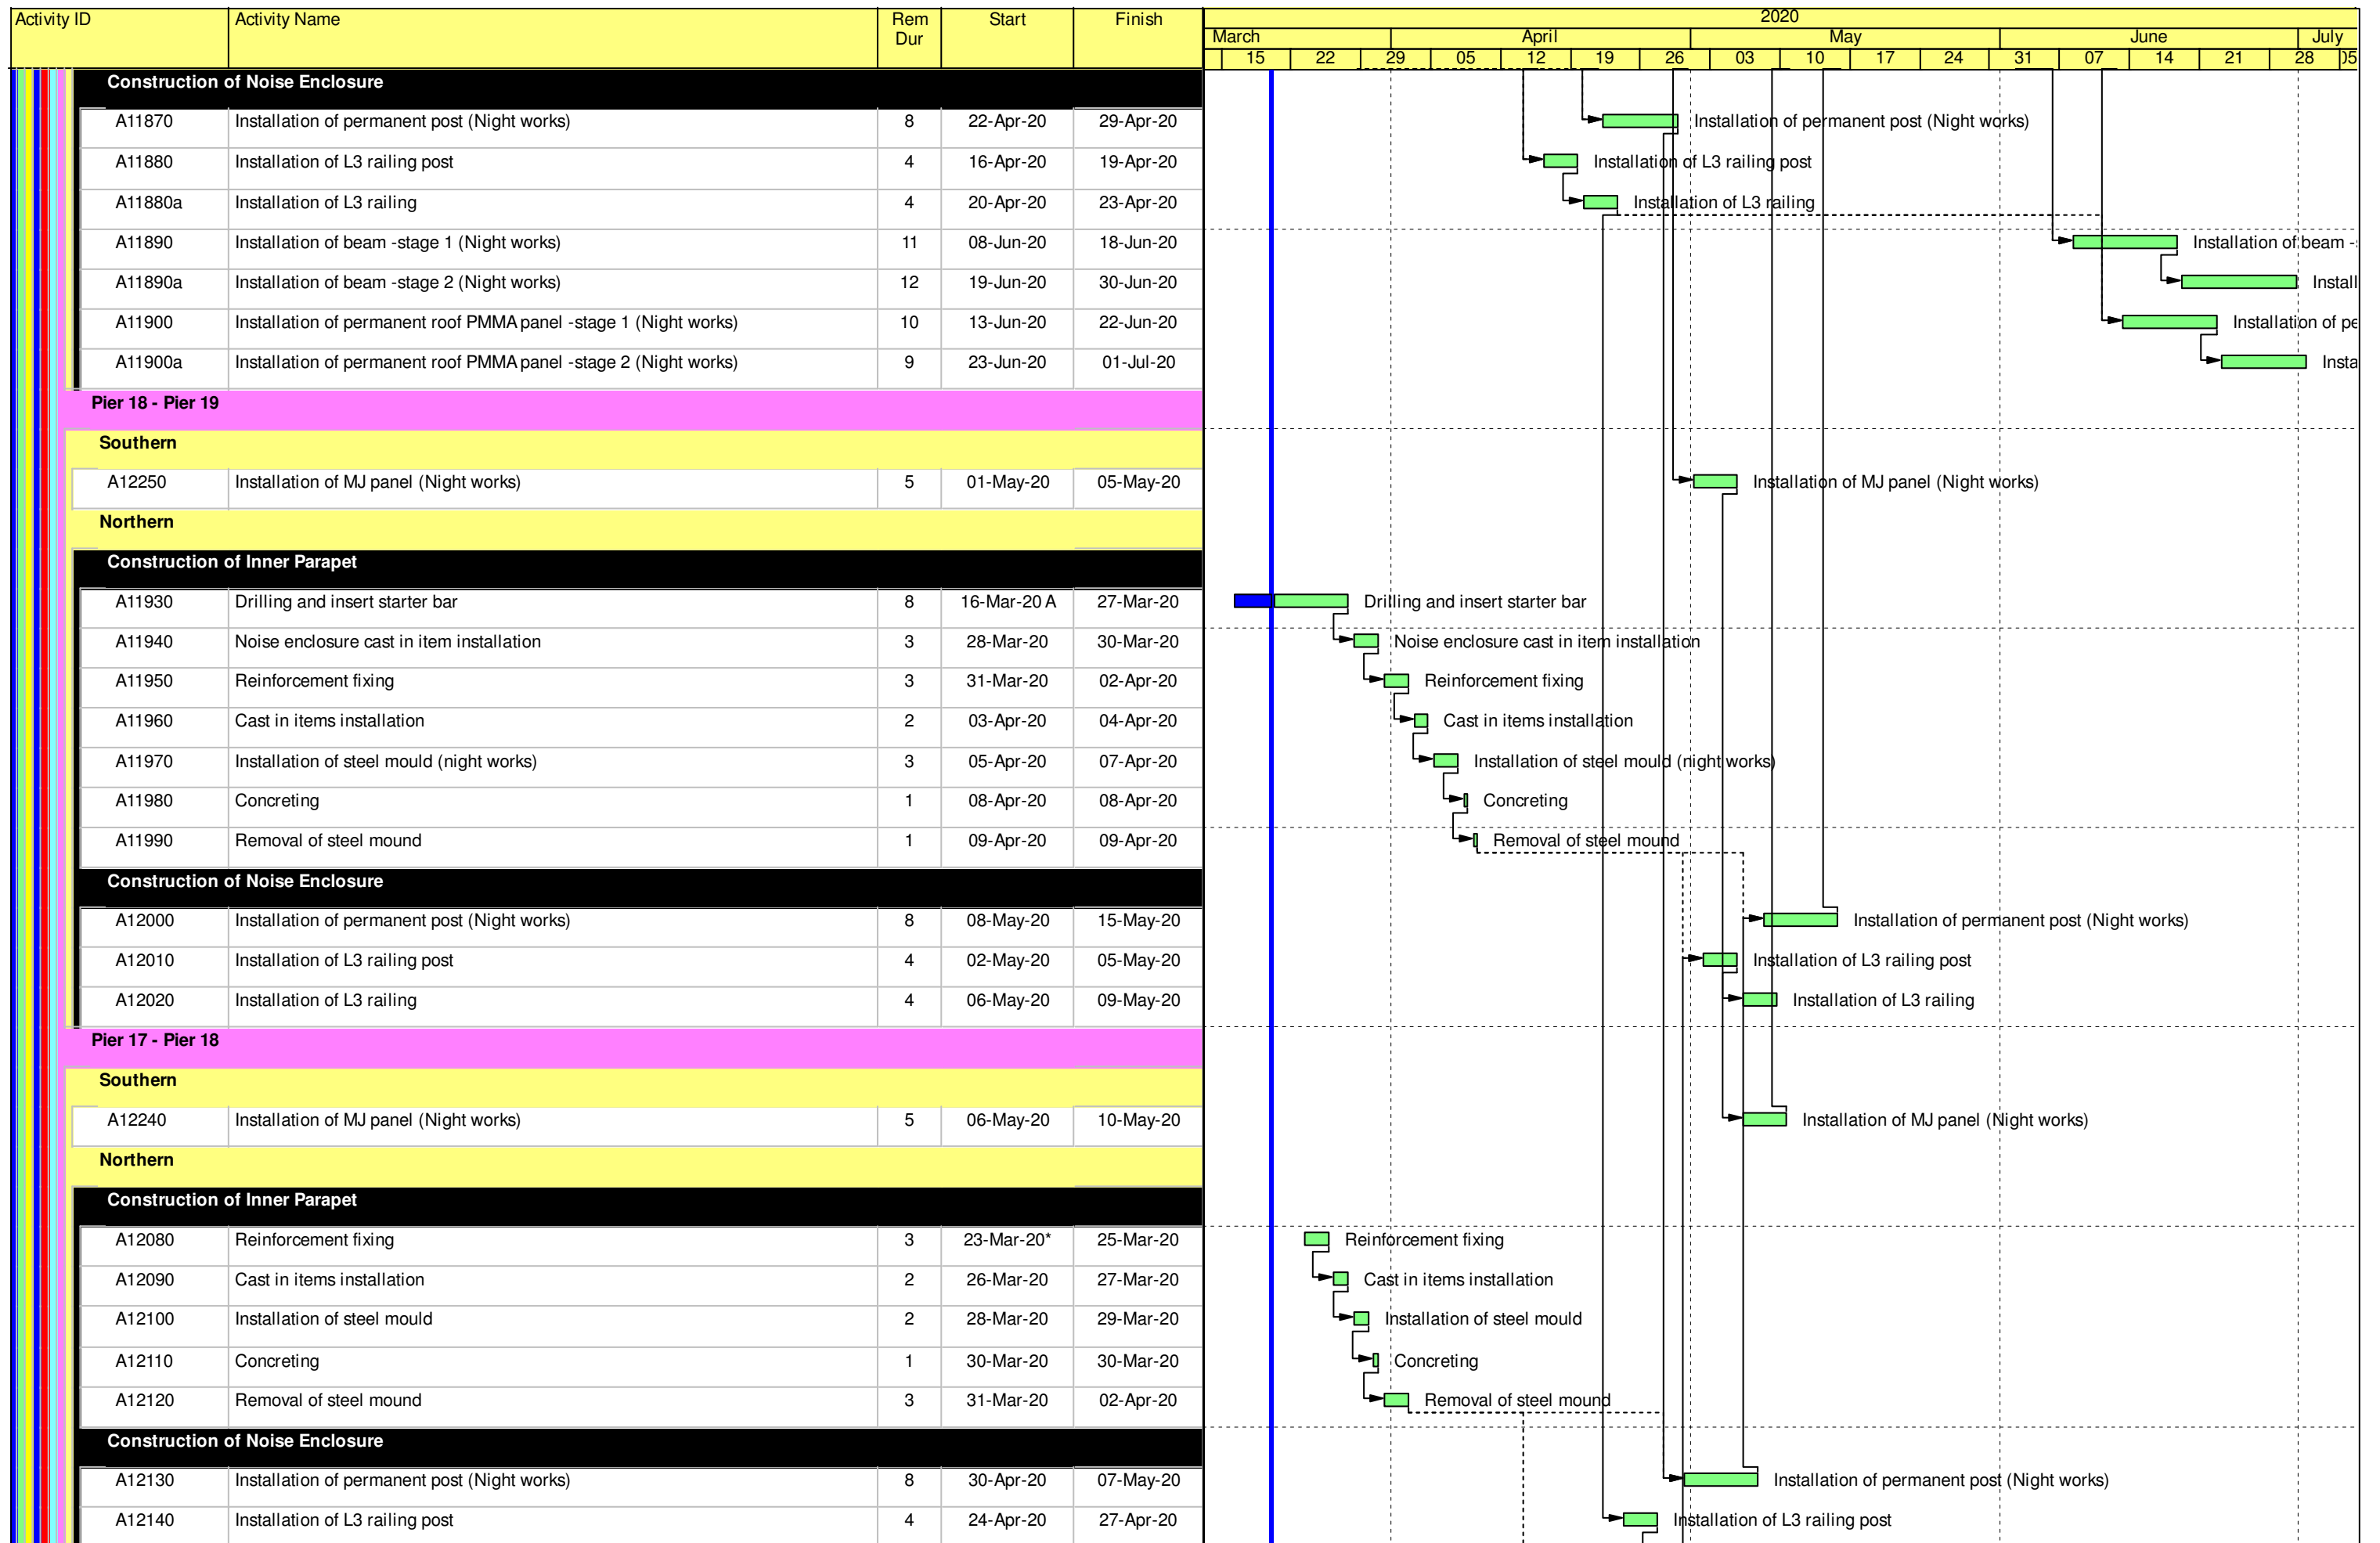 Activity ID Activity Name Rem Dur Start Finish 2020
March April May June July
15 22 29 05 12 19 26 03 10 17 24 31 07 14 21 28 05
Construction of Noise Enclosure
A11870 Installation of permanent post (Night works) 8 22-Apr-20 29-Apr-20 Installation of permanent post (Night works)
A11880 Installation of L3 railing post 4 16-Apr-20 19-Apr-20 Installation of L3 railing post
A11880a Installation of L3 railing 4 20-Apr-20 23-Apr-20 Installation of L3 railing
A11890 Installation of beam -stage 1 (Night works) 11 08-Jun-20 18-Jun-20 Installation of beam -
A11890a Installation of beam -stage 2 (Night works) 12 19-Jun-20 30-Jun-20 Install
A11900 Installation of permanent roof PMMA panel -stage 1 (Night works) 10 13-Jun-20 22-Jun-20 Installation of pe
A11900a Installation of permanent roof PMMA panel -stage 2 (Night works) 9 23-Jun-20 01-Jul-20 Insta
Pier 18 - Pier 19
Southern
A12250 Installation of MJ panel (Night works) 5 01-May-20 05-May-20 Installation of MJ panel (Night works)
Northern
Construction of Inner Parapet
A11930 Drilling and insert starter bar 8 16-Mar-20 A 27-Mar-20 Drilling and insert starter bar
A11940 Noise enclosure cast in item installation 3 28-Mar-20 30-Mar-20 Noise enclosure cast in item installation
A11950 Reinforcement fixing 3 31-Mar-20 02-Apr-20 Reinforcement fixing
A11960 Cast in items installation 2 03-Apr-20 04-Apr-20 Cast in items installation
A11970 Installation of steel mould (night works) 3 05-Apr-20 07-Apr-20 Installation of steel mould (night works)
A11980 Concreting 1 08-Apr-20 08-Apr-20 Concreting
A11990 Removal of steel mound 1 09-Apr-20 09-Apr-20 Removal of steel mound
Construction of Noise Enclosure
A12000 Installation of permanent post (Night works) 8 08-May-20 15-May-20 Installation of permanent post (Night works)
A12010 Installation of L3 railing post 4 02-May-20 05-May-20 Installation of L3 railing post
A12020 Installation of L3 railing 4 06-May-20 09-May-20 Installation of L3 railing
Pier 17 - Pier 18
Southern
A12240 Installation of MJ panel (Night works) 5 06-May-20 10-May-20 Installation of MJ panel (Night works)
Northern
Construction of Inner Parapet
A12080 Reinforcement fixing 3 23-Mar-20* 25-Mar-20 Reinforcement fixing
A12090 Cast in items installation 2 26-Mar-20 27-Mar-20 Cast in items installation
A12100 Installation of steel mould 2 28-Mar-20 29-Mar-20 Installation of steel mould
A12110 Concreting 1 30-Mar-20 30-Mar-20 Concreting
A12120 Removal of steel mound 3 31-Mar-20 02-Apr-20 Removal of steel mound
Construction of Noise Enclosure
A12130 Installation of permanent post (Night works) 8 30-Apr-20 07-May-20 Installation of permanent post (Night works)
A12140 Installation of L3 railing post 4 24-Apr-20 27-Apr-20 Installation of L3 railing post